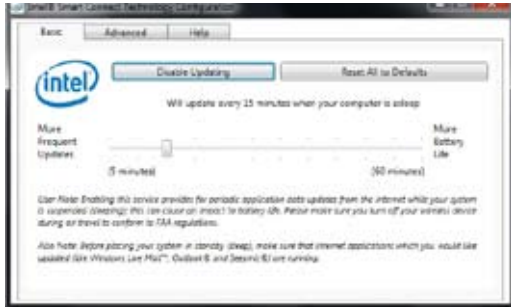 Intel® Smart Connect Technology Configuration
Basic Advanced Help
intel
Disable Updating Reset All to Defaults
Will update every 15 minutes when your computer is asleep
More Frequent Updates
More Battery Life
(5 minutes) (60 minutes)
User Note: Enabling this service provides for periodic application data updates from the internet while your system
is suspended (sleeping); this can cause an impact to battery life. Please make sure you turn off your wireless device
during air travel to conform to FAA regulations.
Also Note: Before placing your system in standby (sleep), make sure that internet applications which you would like
updated like Windows Live Mail™, Outlook® and Seesmic® are running.